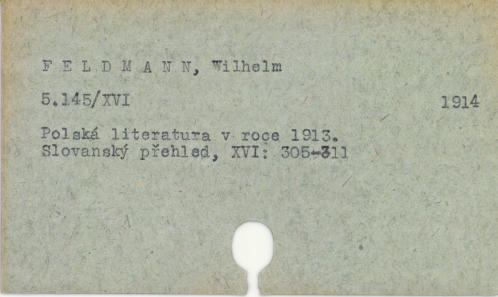 F E L D M A N N, Wilhelm
5.145/XVI 1914
Polská literatura v roce 1913.
Slovanský přehled, XVI: 305-311